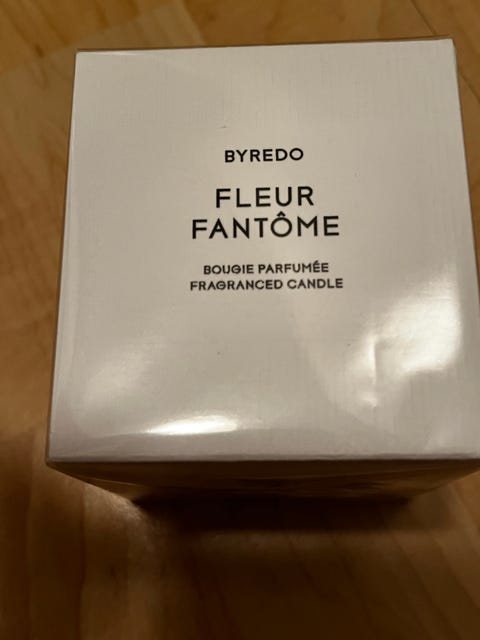 BYREDO
FLEUR
FANTÔME
BOUGIE PARFUMÉE
FRAGRANCED CANDLE